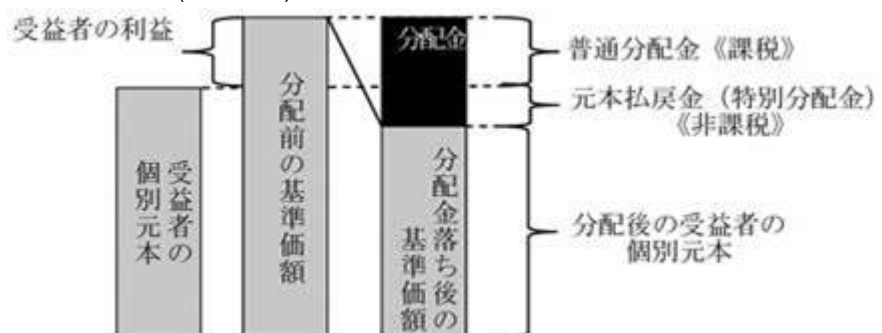 受益者の利益
分配金
普通分配金《課税》
元本払戻金（特別分配金）
《非課税》
受益者の
個別元本
分配前の基準価額
分配金落ち後の
基準価額
分配後の受益者の
個別元本